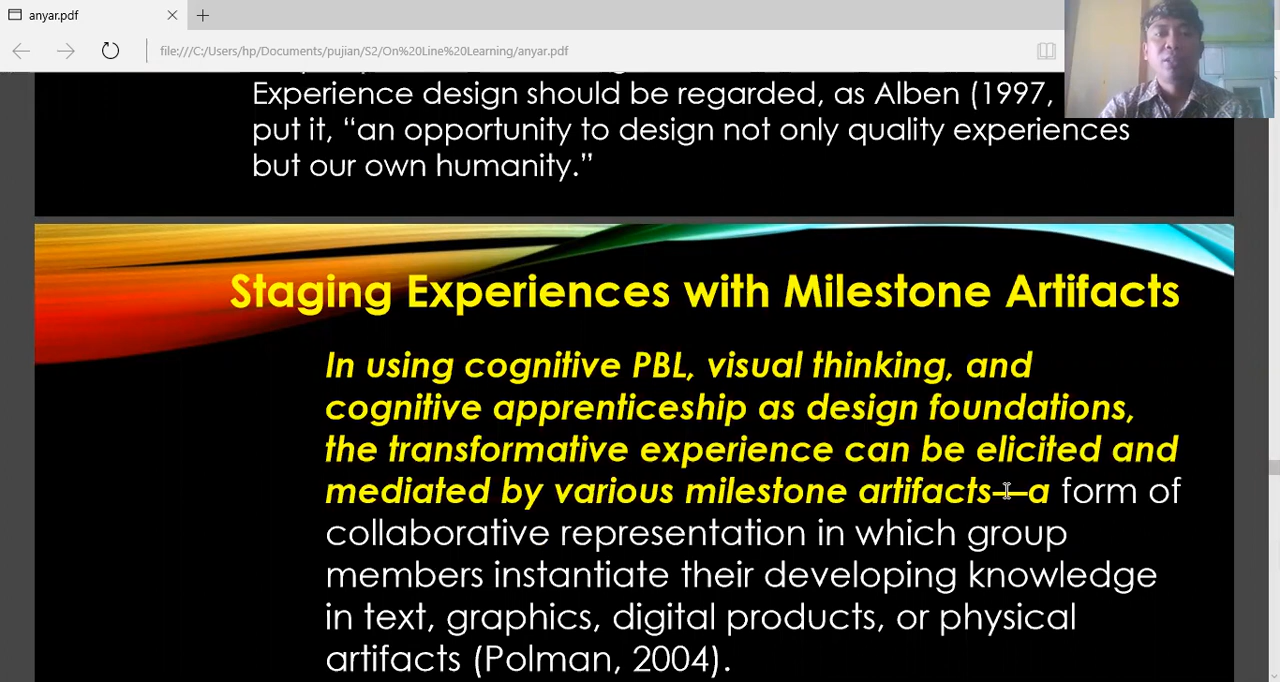 anyar.pdf
file:///C:/Users/hp/Documents/pujian/S2/On%20Line%20Learning/anyar.pdf
Experience design should be regarded, as Alben (1997,
put it, “an opportunity to design not only quality experiences
but our own humanity.”
Staging Experiences with Milestone Artifacts
In using cognitive PBL, visual thinking, and
cognitive apprenticeship as design foundations,
the transformative experience can be elicited and
mediated by various milestone artifacts—a form of
collaborative representation in which group
members instantiate their developing knowledge
in text, graphics, digital products, or physical
artifacts (Polman, 2004).